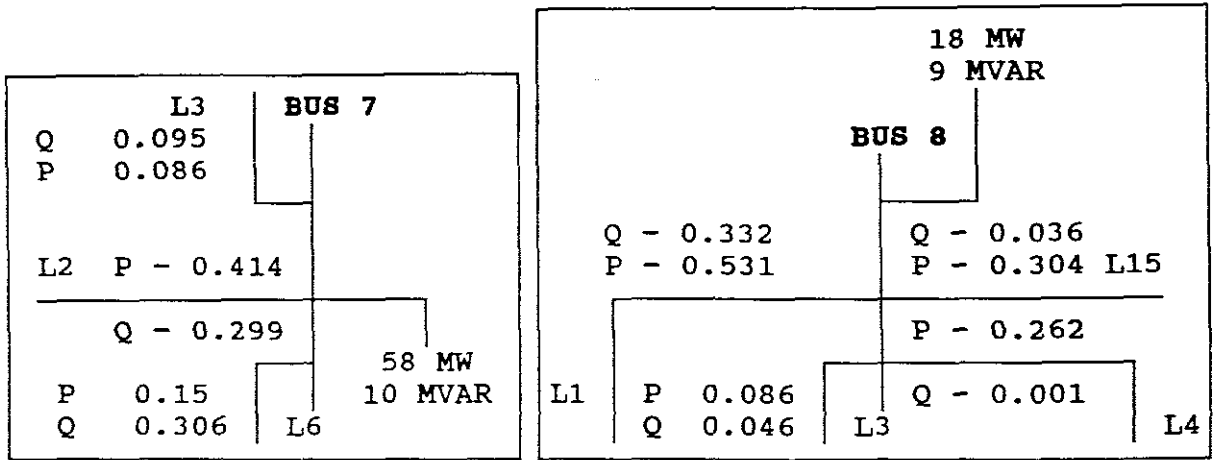 L3 BUS 7
Q 0.095
P 0.086
L2 P - 0.414
Q - 0.299
58 MW
P 0.15 10 MVAR
Q 0.306 L6
18 MW
9 MVAR
BUS 8
Q - 0.332 Q - 0.036
P - 0.531 P - 0.304 L15
P - 0.262
L1 P 0.086 Q - 0.001
Q 0.046 L3 L4